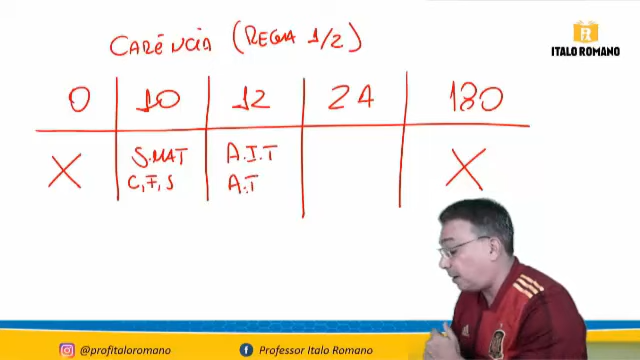 CARÊNCIA (REGRA 1/2)
ITALO ROMANO
0 10 12 24 180
X S.MAT A.I.T X
C,F,S A.T
@profitaloromano Professor Italo Romano